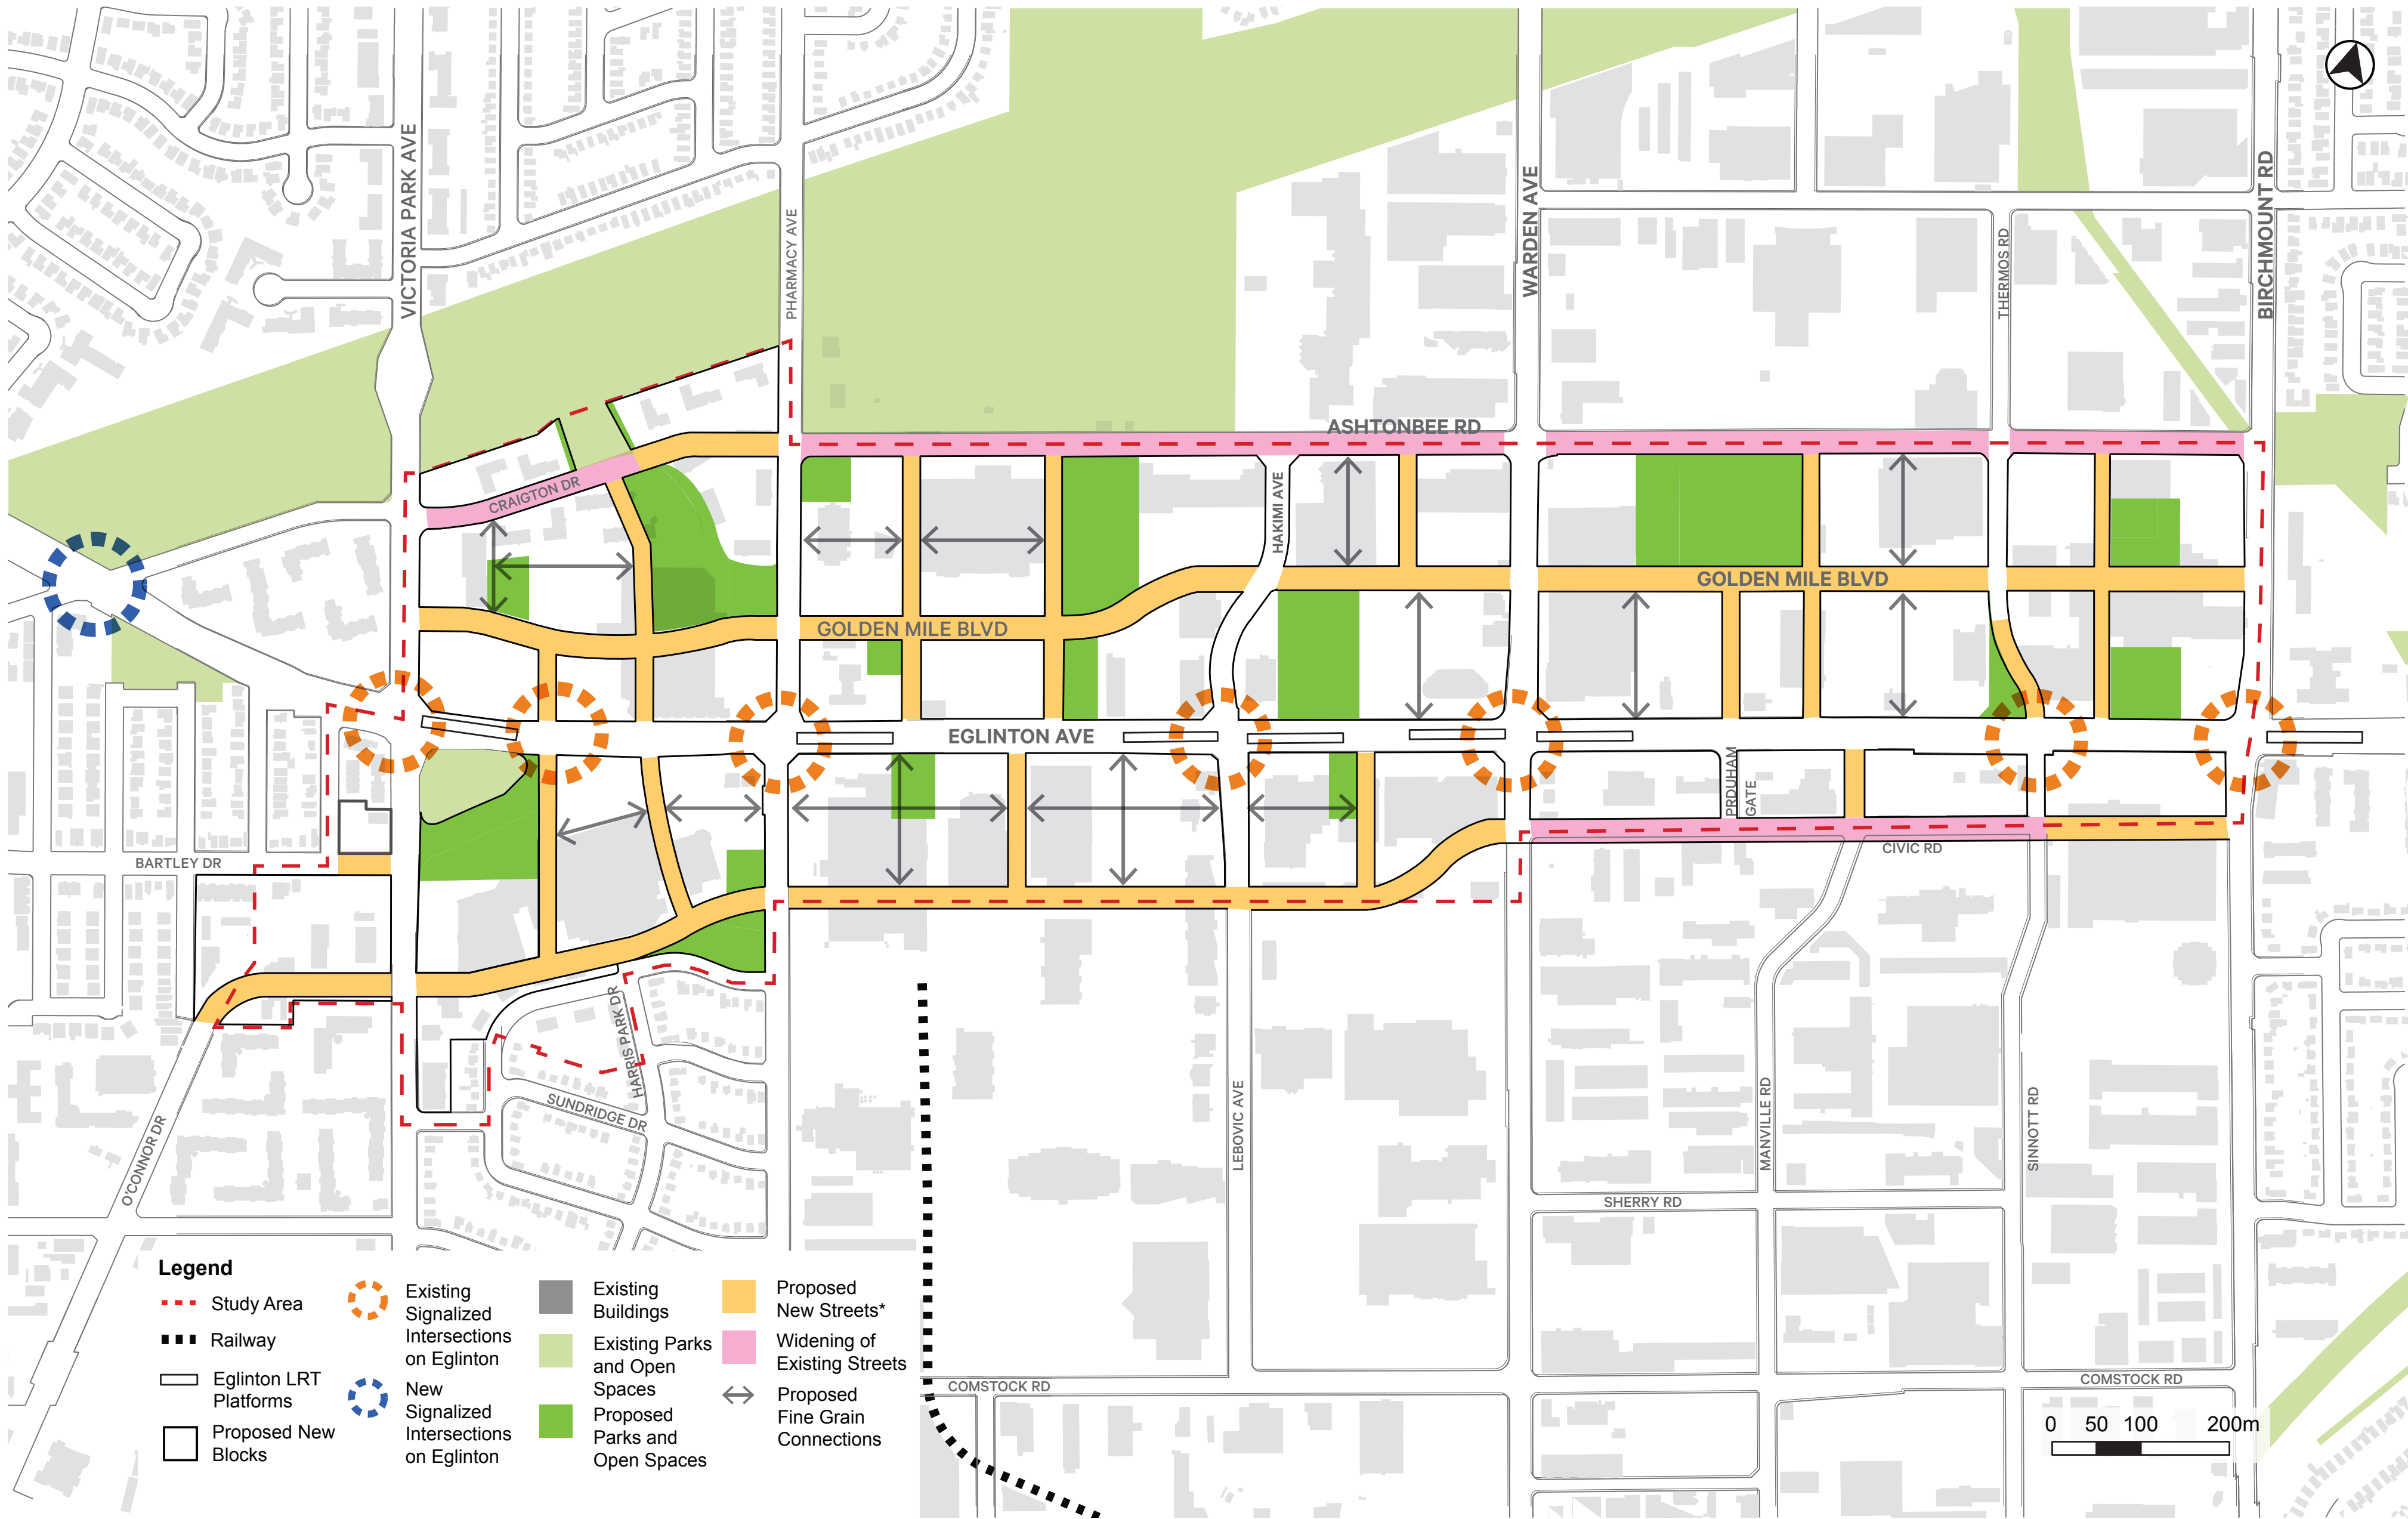 VICTORIA PARK AVE
PHARMACY AVE
WARDEN AVE
THERMOS RD
BIRCHMOUNT RD
ASHTONBEE RD
CRAIGTON DR
HAKIMI AVE
GOLDEN MILE BLVD
GOLDEN MILE BLVD
EGLINTON AVE
PRDUHAM
GATE
BARTLEY DR
CIVIC RD
HARRIS PARK DR
SUNDRIDGE DR
O'CONNOR DR
LEBOVIC AVE
MANVILLE RD
SINNOTT RD
SHERRY RD
COMSTOCK RD
COMSTOCK RD
Legend
Study Area
Railway
Eglinton LRT
Platforms
Proposed New
Blocks
Existing
Signalized
Intersections
on Eglinton
New
Signalized
Intersections
on Eglinton
Existing
Buildings
Existing Parks
and Open
Spaces
Proposed
Parks and
Open Spaces
Proposed
New Streets*
Widening of
Existing Streets
Proposed
Fine Grain
Connections
0 50 100 200m